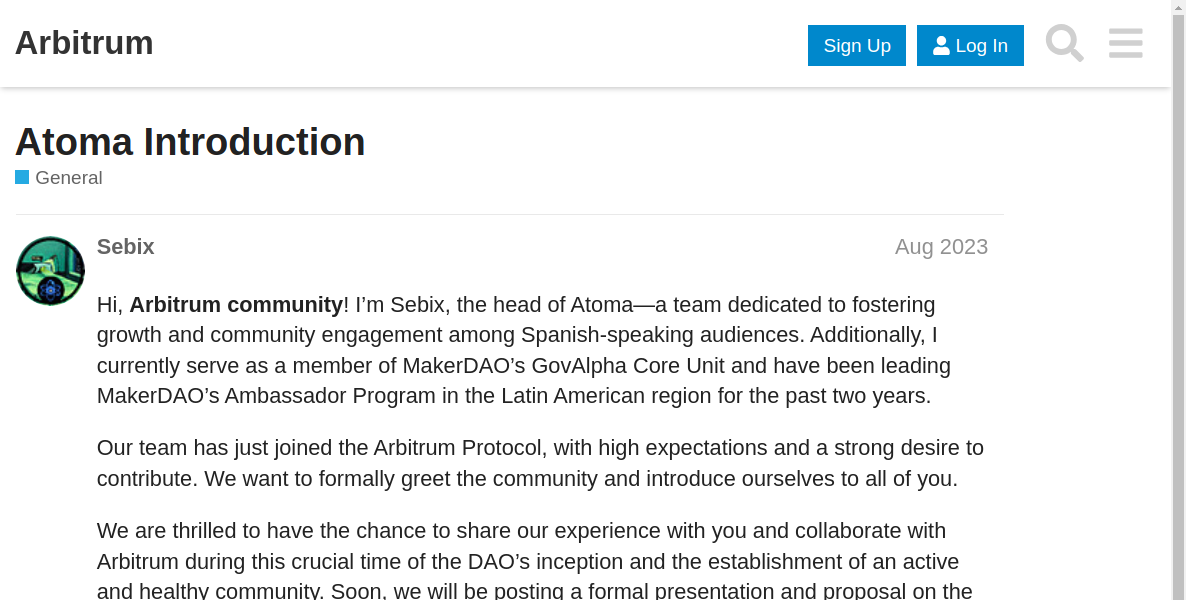 Arbitrum
Sign Up
Log In
Atoma Introduction
General
Sebix
Aug 2023
Hi, Arbitrum community! I’m Sebix, the head of Atoma—a team dedicated to fostering
growth and community engagement among Spanish-speaking audiences. Additionally, I
currently serve as a member of MakerDAO’s GovAlpha Core Unit and have been leading
MakerDAO’s Ambassador Program in the Latin American region for the past two years.
Our team has just joined the Arbitrum Protocol, with high expectations and a strong desire to
contribute. We want to formally greet the community and introduce ourselves to all of you.
We are thrilled to have the chance to share our experience with you and collaborate with
Arbitrum during this crucial time of the DAO’s inception and the establishment of an active
and healthy community. Soon, we will be posting a formal presentation and proposal on the